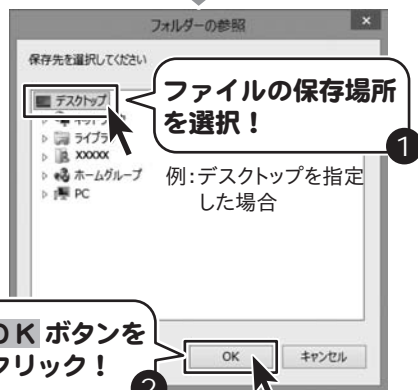 フォルダーの参照
×
保存先を選択してください
デスクトップ
ライブラ
XXXXX
ホームグループ
PC
ファイルの保存場所
を選択！
1
例：デスクトップを指定
した場合
OK ボタンを
クリック！
2
OK
キャンセル